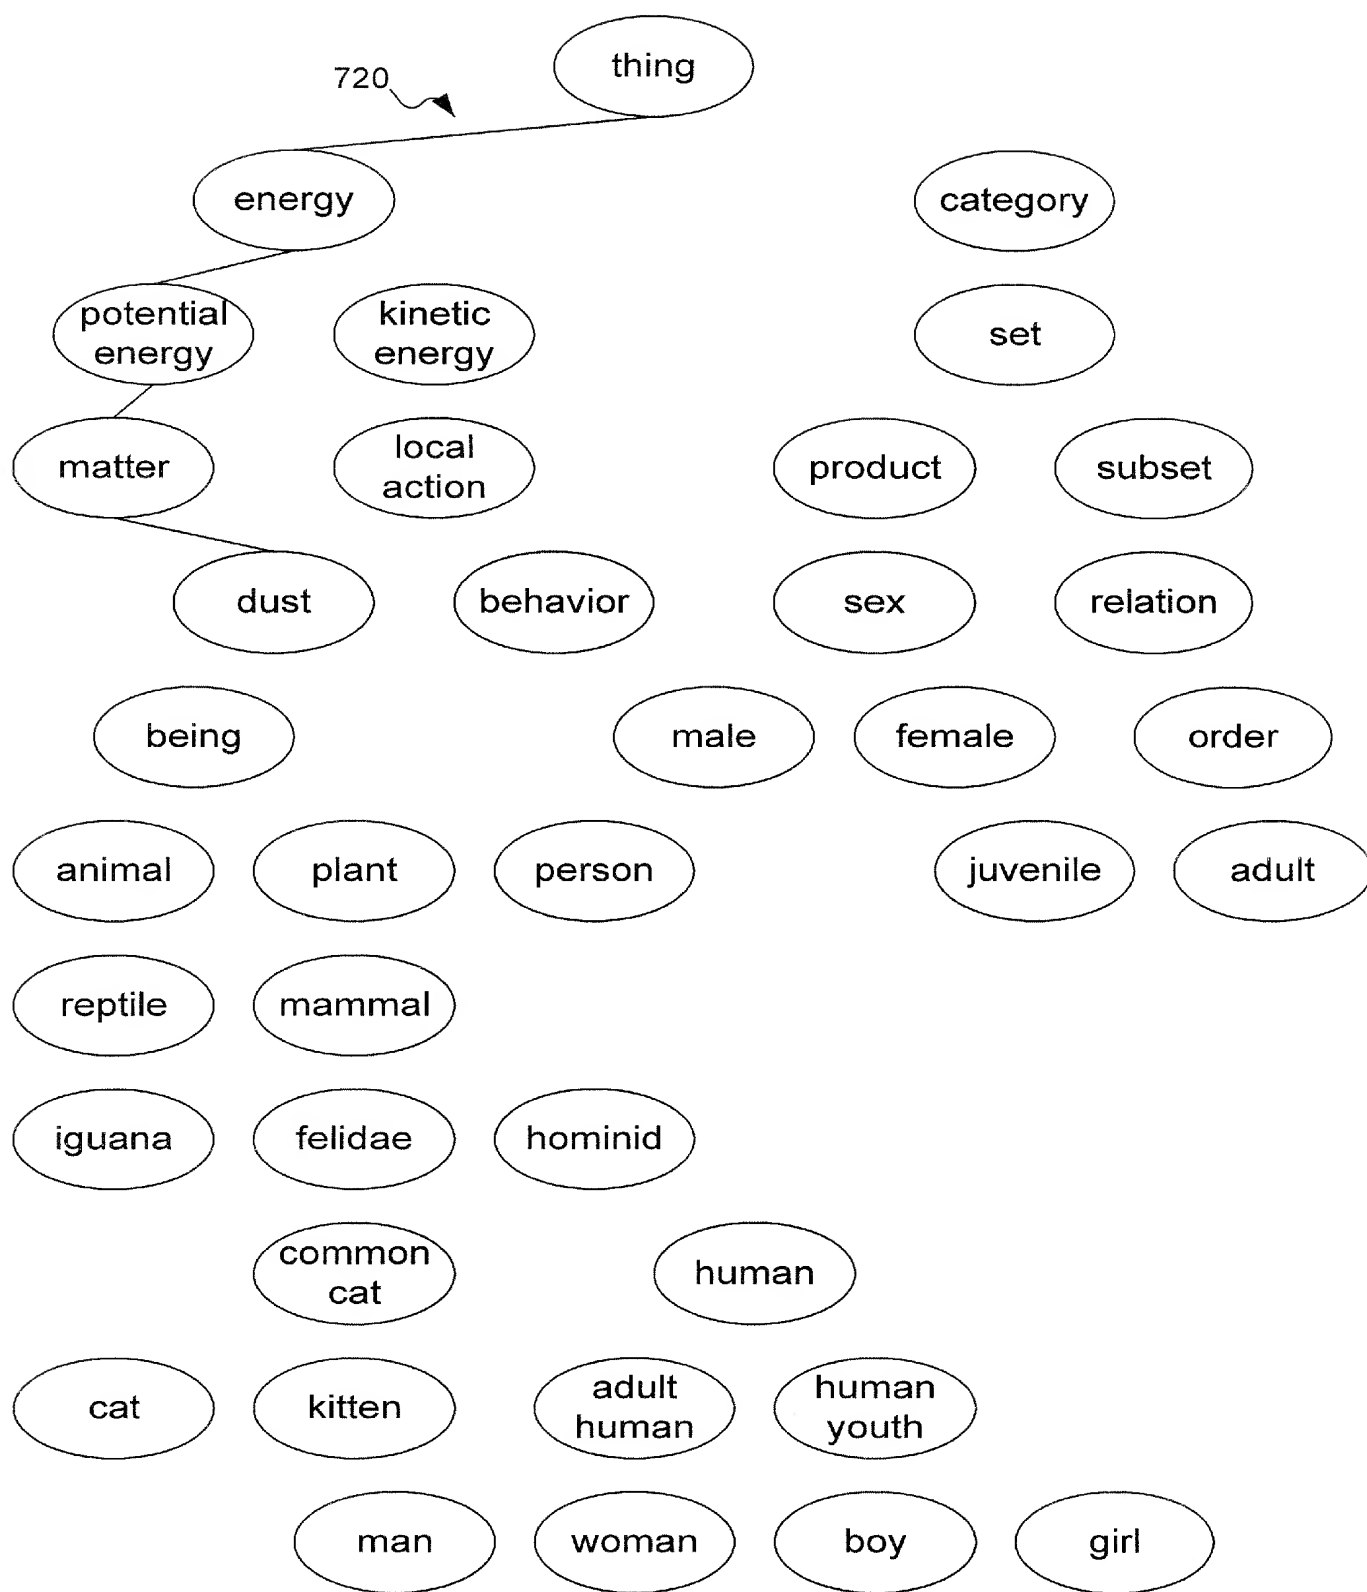 thing
720
energy
category
potential
energy
kinetic
energy
set
matter
local
action
product
subset
dust
behavior
sex
relation
being
male
female
order
animal
plant
person
juvenile
adult
reptile
mammal
iguana
felidae
hominid
common
cat
human
cat
kitten
adult
human
human
youth
man
woman
boy
girl